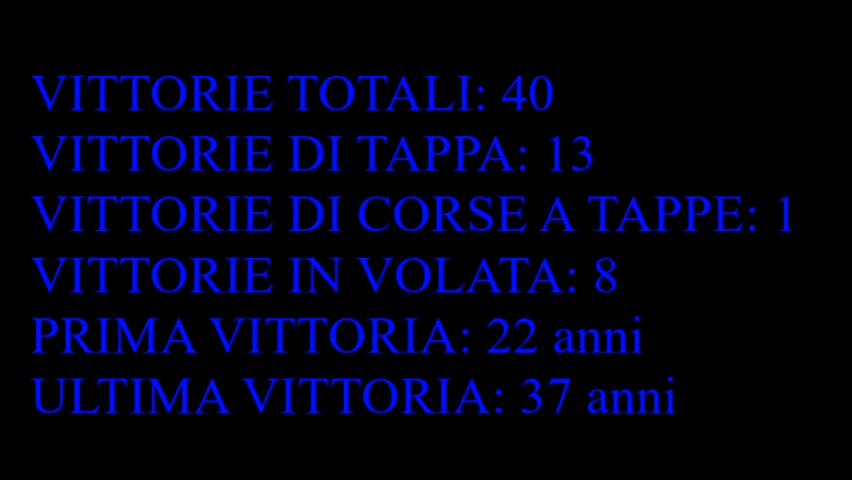 VITTORIE TOTALI: 40
VITTORIE DI TAPPA: 13
VITTORIE DI CORSE A TAPPE: 1
VITTORIE IN VOLATA: 8
PRIMA VITTORIA: 22 anni
ULTIMA VITTORIA: 37 anni